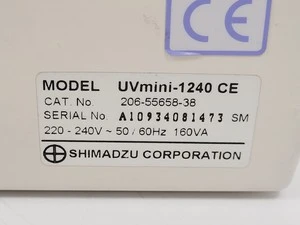 CE
MODEL UVmini-1240 CE
CAT. No 206-55658-38
SERIAL No. A10934081473 SM
220 - 240V ~ 50 / 60Hz 160VA
SHIMADZU CORPORATION